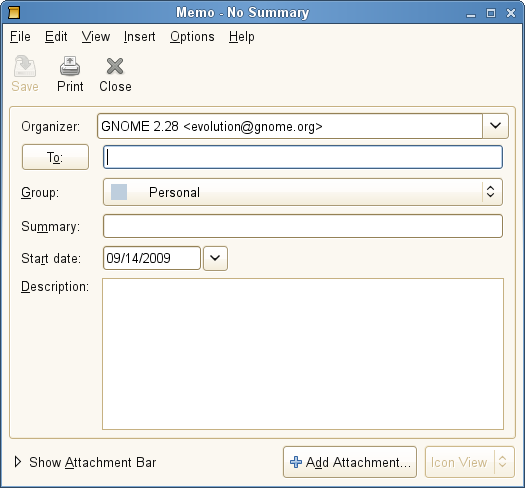 Memo - No Summary
File Edit View Insert Options Help
Save Print Close
Organizer: GNOME 2.28 <evolution@gnome.org>
To:
Group: Personal
Summary:
Start date: 09/14/2009
Description:
Show Attachment Bar Add Attachment... Icon View